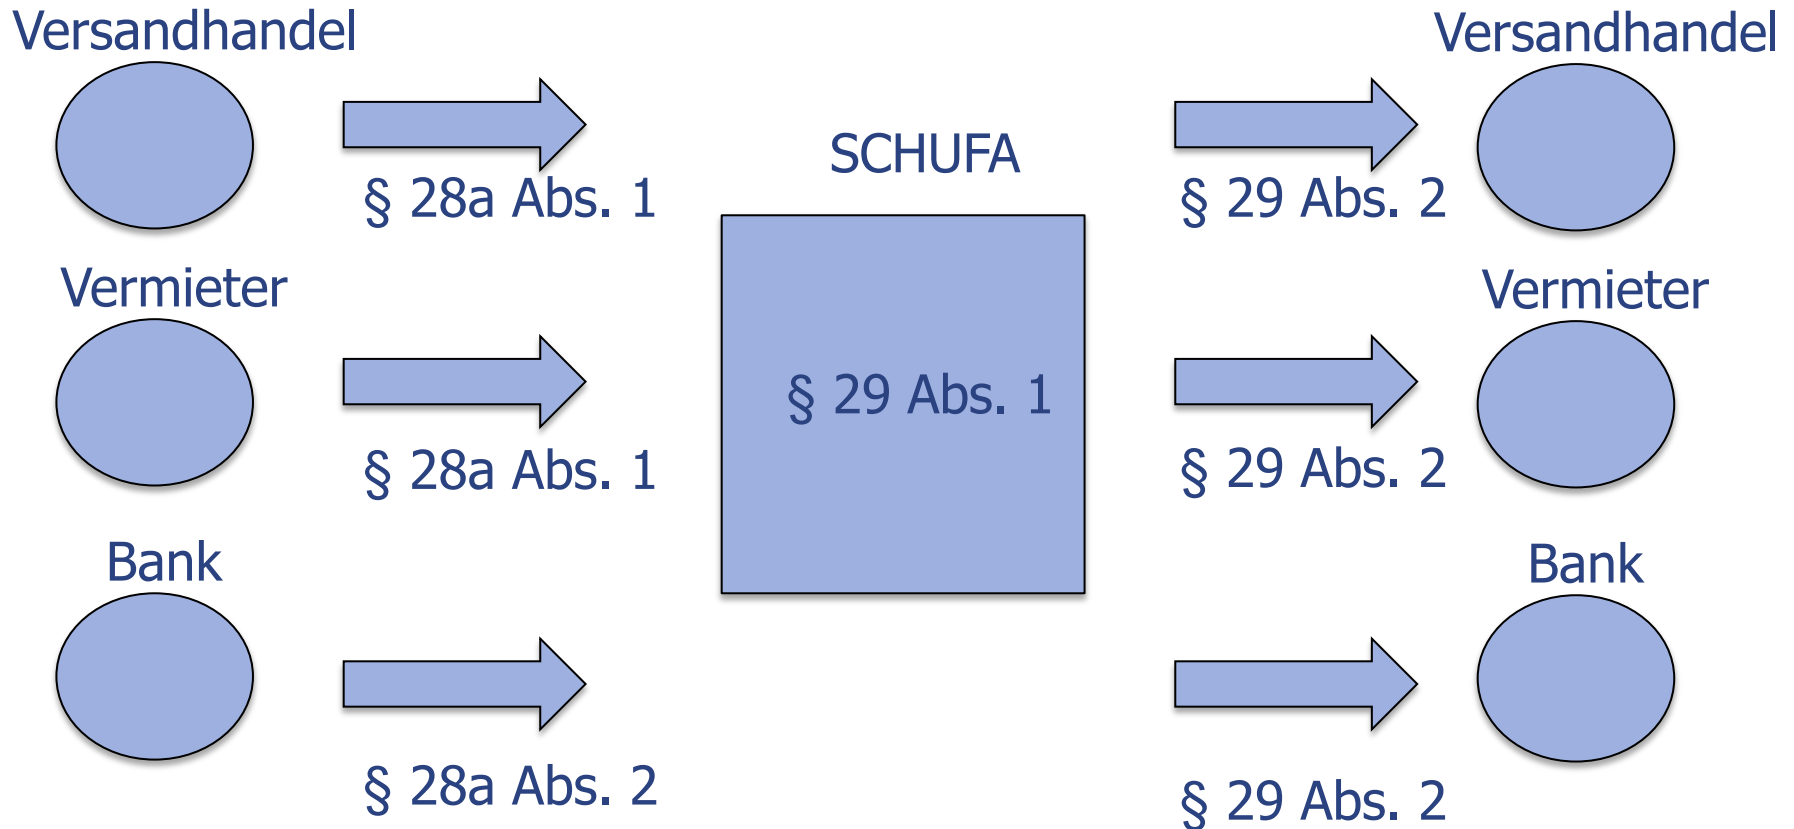 Versandhandel
§ 28a Abs. 1
Vermieter
§ 28a Abs. 1
Bank
§ 28a Abs. 2
SCHUFA
§ 29 Abs. 1
Versandhandel
§ 29 Abs. 2
Vermieter
§ 29 Abs. 2
Bank
§ 29 Abs. 2